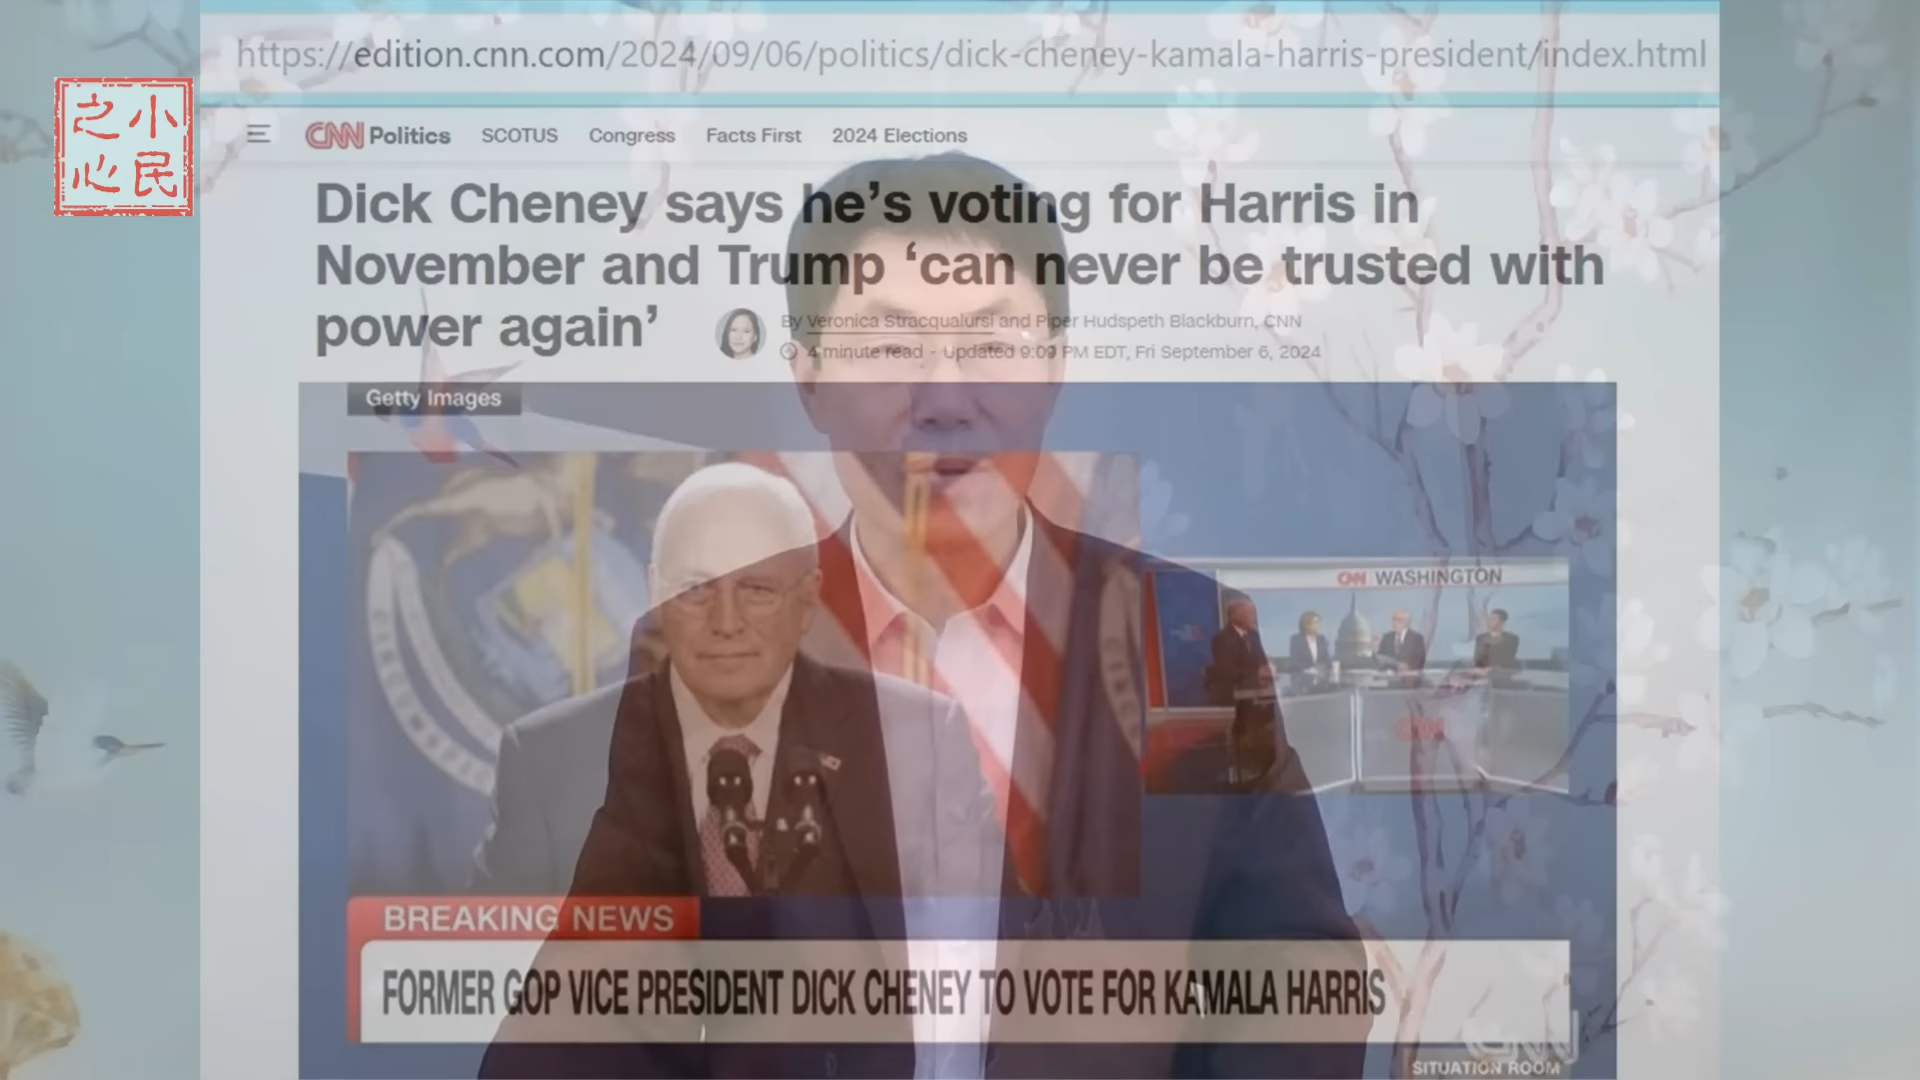 https://edition.cnn.com/2024/09/06/politics/dick-cheney-kamala-harris-president/index.html
小民
之心
CNN Politics SCOTUS Congress Facts First 2024 Elections
Dick Cheney says he’s voting for Harris in
November and Trump ‘can never be trusted with
power again’
By Veronica Stracqualursi and Piper Hudspeth Blackburn, CNN
4 minute read - Updated 9:09 PM EDT, Fri September 6, 2024
Getty Images
CNN WASHINGTON
CNN
BREAKING NEWS
FORMER GOP VICE PRESIDENT DICK CHENEY TO VOTE FOR KAMALA HARRIS
CNN
SITUATION ROOM